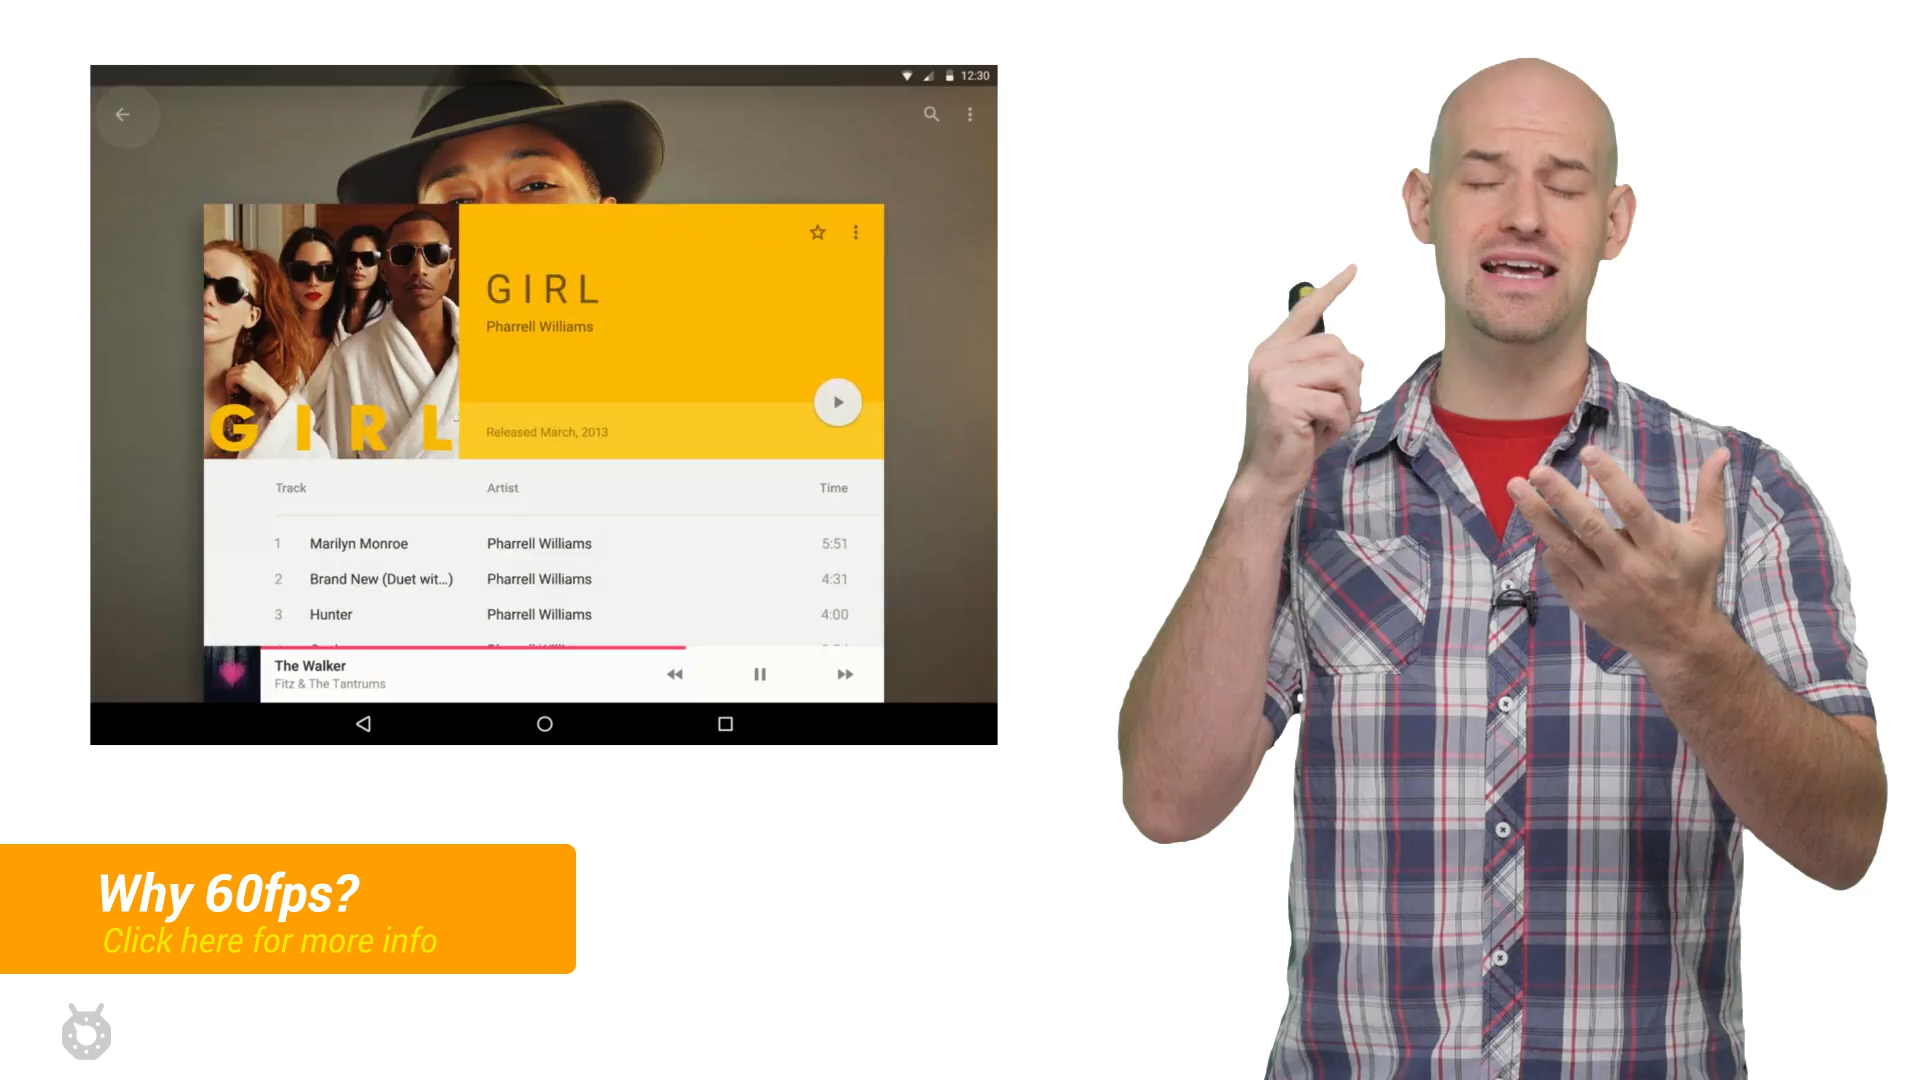 12:30
GIRL
Pharrell Williams
GIRL
Released March, 2013
Track Artist Time
1 Marilyn Monroe Pharrell Williams 5:51
2 Brand New (Duet wit...) Pharrell Williams 4:31
3 Hunter Pharrell Williams 4:00
The Walker
Fitz & The Tantrums
Why 60fps?
Click here for more info